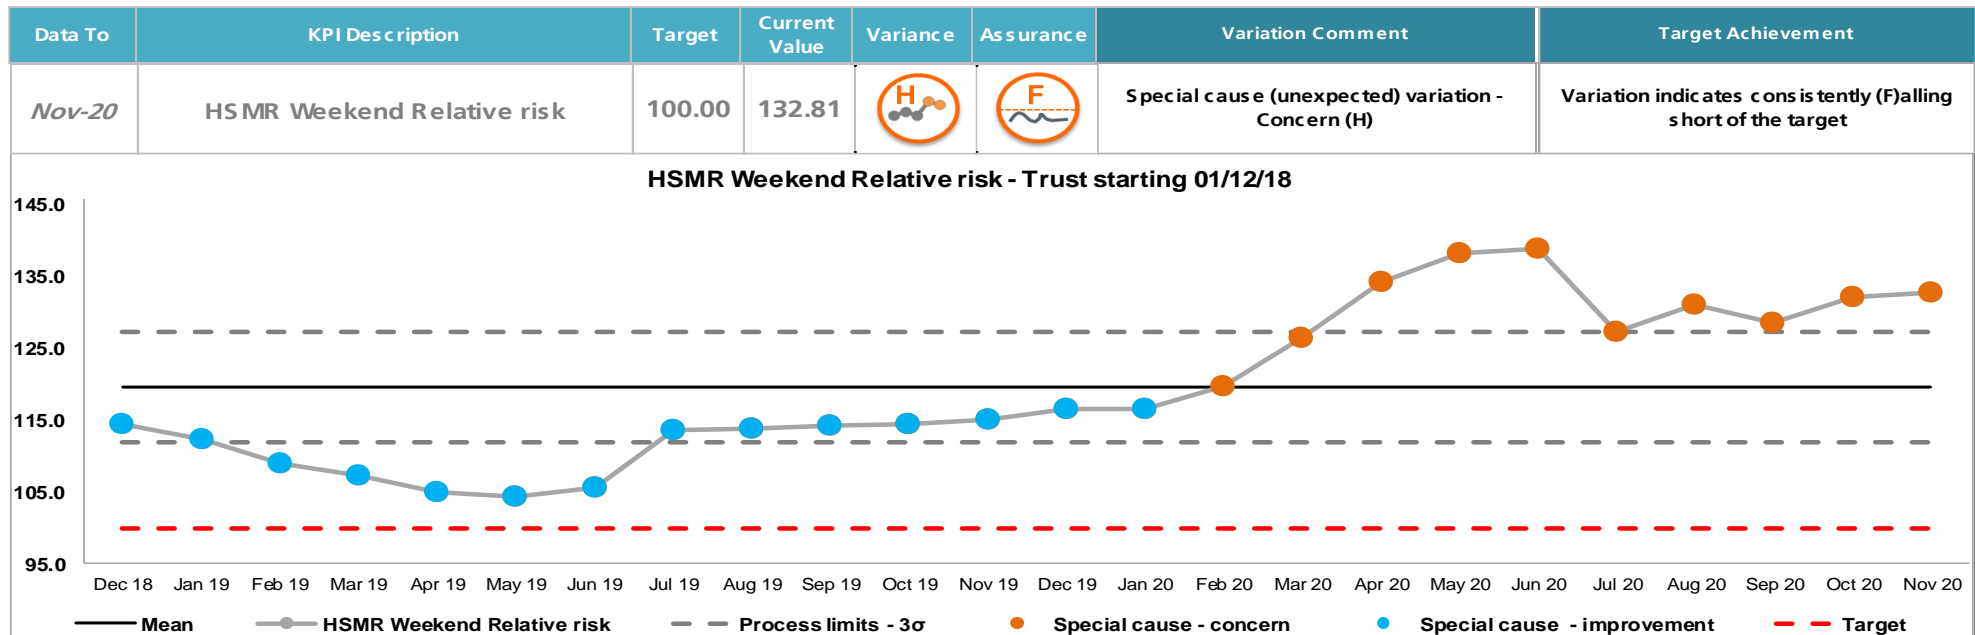 Data To KPI Description Target Current Value Variance Assurance Variation Comment Target Achievement
Nov-20 HSMR Weekend Relative risk 100.00 132.81 H F Special cause (unexpected) variation - Concern (H) Variation indicates consistently (F)alling short of the target
HSMR Weekend Relative risk - Trust starting 01/12/18
145.0
135.0
125.0
115.0
105.0
95.0
Dec 18 Jan 19 Feb 19 Mar 19 Apr 19 May 19 Jun 19 Jul 19 Aug 19 Sep 19 Oct 19 Nov 19 Dec 19 Jan 20 Feb 20 Mar 20 Apr 20 May 20 Jun 20 Jul 20 Aug 20 Sep 20 Oct 20 Nov 20
Mean HSMR Weekend Relative risk Process limits - 3σ Special cause - concern Special cause - improvement Target